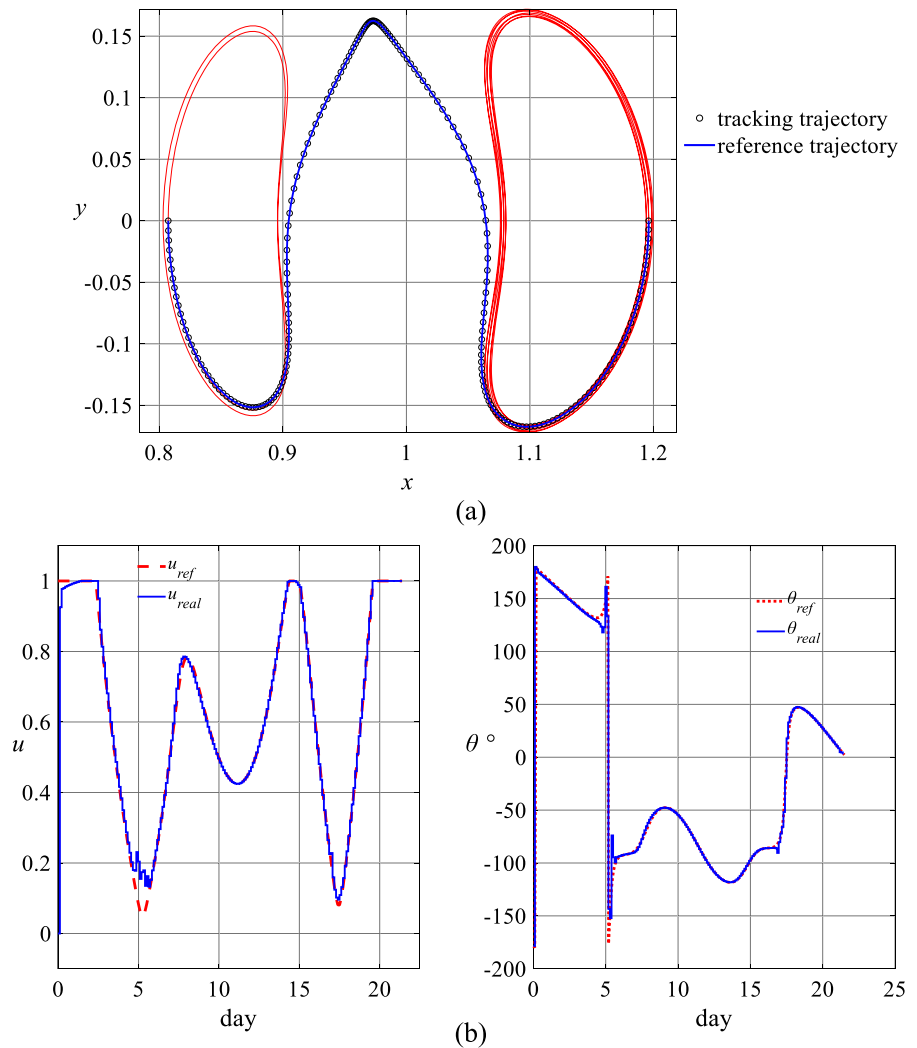 0.15
0.1
0.05
y
0
-0.05
-0.1
-0.15
0.8 0.9 1 1.1 1.2
x
tracking trajectory
reference trajectory
(a)
1
0.8
0.6
u
0.4
0.2
0
0 5 10 15 20
day
u_ref
u_real
200
150
100
50
θ °
0
-50
-100
-150
-200
0 5 10 15 20 25
day
θ_ref
θ_real
(b)